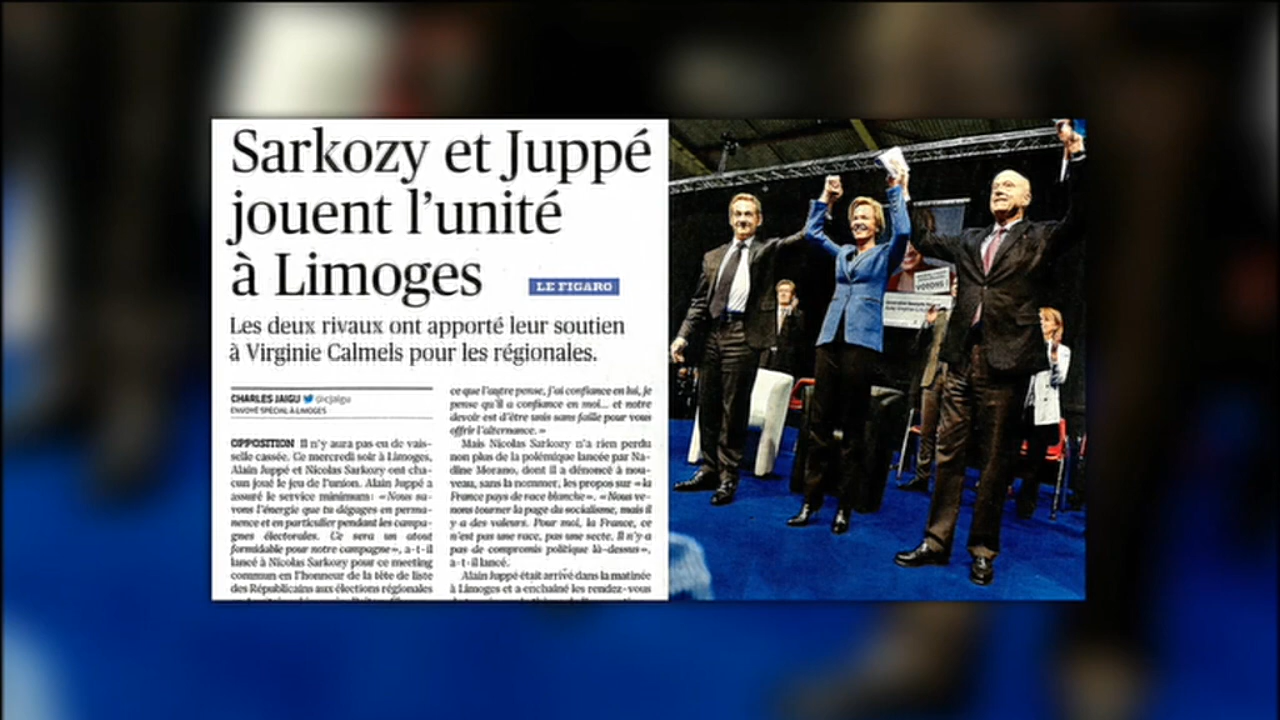 Sarkozy et Juppé
jouent l'unité
à Limoges
LE FIGARO
Les deux rivaux ont apporté leur soutien
à Virginie Calmels pour les régionales.
CHARLES JAIGU @cjaigu
ENVOYÉ SPÉCIAL À LIMOGES
OPPOSITION Il n'y aura pas eu de vais-
selle cassée. Ce mercredi soir à Limoges,
Alain Juppé et Nicolas Sarkozy ont cha-
cun joué le jeu de l'union. Alain Juppé a
assuré le service minimum : « Nous sa-
vons l'énergie que tu dégages en perma-
nence et en particulier pendant les campa-
gnes électorales. Ce sera un atout
formidable pour notre campagne », a-t-il
lancé à Nicolas Sarkozy pour ce meeting
commun en l'honneur de la tête de liste
des Républicains aux élections régionales
ce que l'autre pense, j'ai confiance en lui, je
pense qu'il a confiance en moi... et notre
devoir est d'être unis sans faille pour vous
offrir l'alternance. »
Mais Nicolas Sarkozy n'a rien perdu
non plus de la polémique lancée par Na-
dine Morano, dont il a dénoncé à nou-
veau, sans la nommer, les propos sur « la
France pays de race blanche ». « Nous ve-
nons tourner la page du socialisme, mais il
y a des valeurs. Pour moi, la France, ce
n'est pas une race, pas une secte. Il n'y a
pas de compromis politique là-dessus »,
a-t-il lancé.
Alain Juppé était arrivé dans la matinée
à Limoges et a enchaîné les rendez-vous
VOTONS !